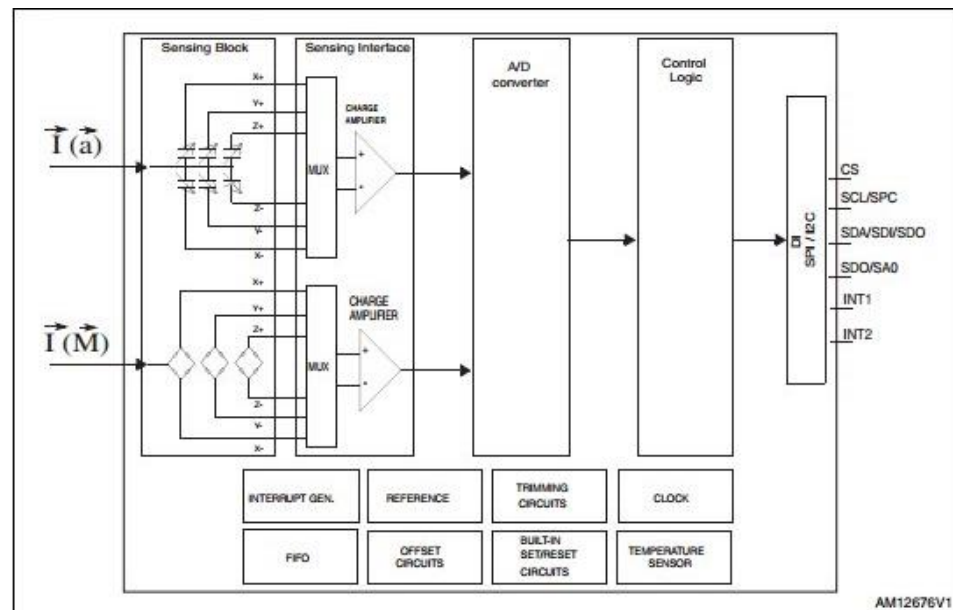 Sensing Block
Sensing Interface
A/D
converter
Control
Logic
X+
Y+
Z+
CHARGE
AMPLIFIER
I (a)
MUX
+
-
Z-
Y-
X-
CS
SCL/SPC
SDA/SDI/SDO
SDO/SA0
INT1
INT2
DI
SPI / I2C
X+
Y+
Z+
CHARGE
AMPLIFIER
I (M)
MUX
+
-
Z-
Y-
X-
INTERRUPT GEN.
REFERENCE
TRIMMING
CIRCUITS
CLOCK
FIFO
OFFSET
CIRCUITS
BUILT-IN
SET/RESET
CIRCUITS
TEMPERATURE
SENSOR
AM12676V1